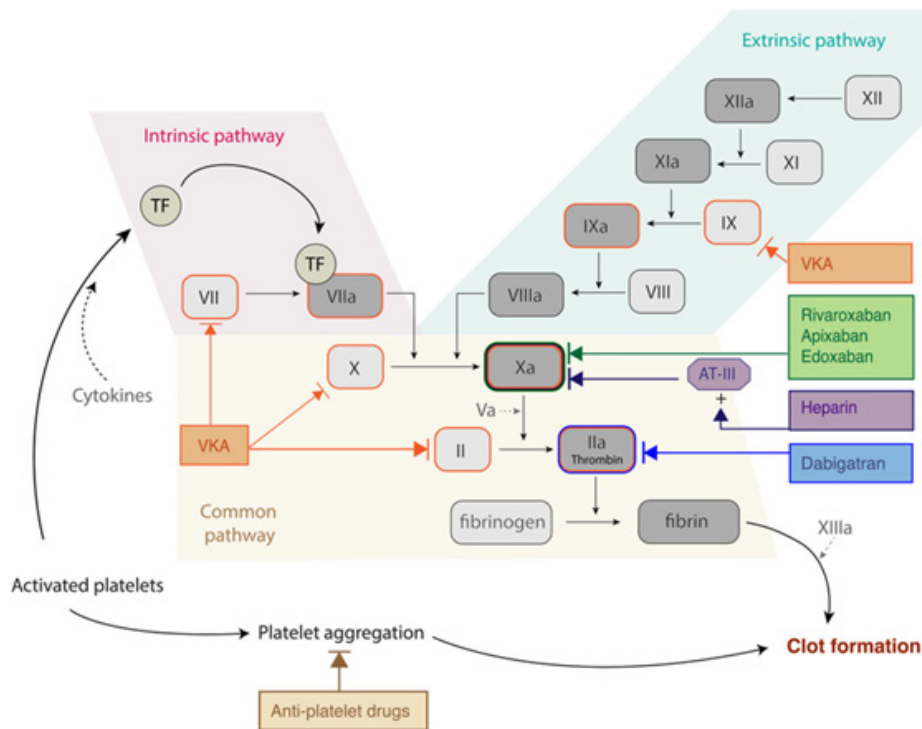 Extrinsic pathway
XIIa
XII
Intrinsic pathway
XIa
XI
TF
IXa
IX
TF
VKA
VII
VIIa
VIIIa
VIII
Rivaroxaban
Apixaban
Edoxaban
X
Xa
AT-III
Cytokines
Va
+
Heparin
VKA
II
IIa
Thrombin
Dabigatran
Common
pathway
fibrinogen
fibrin
XIIIa
Activated platelets
Platelet aggregation
Clot formation
Anti-platelet drugs